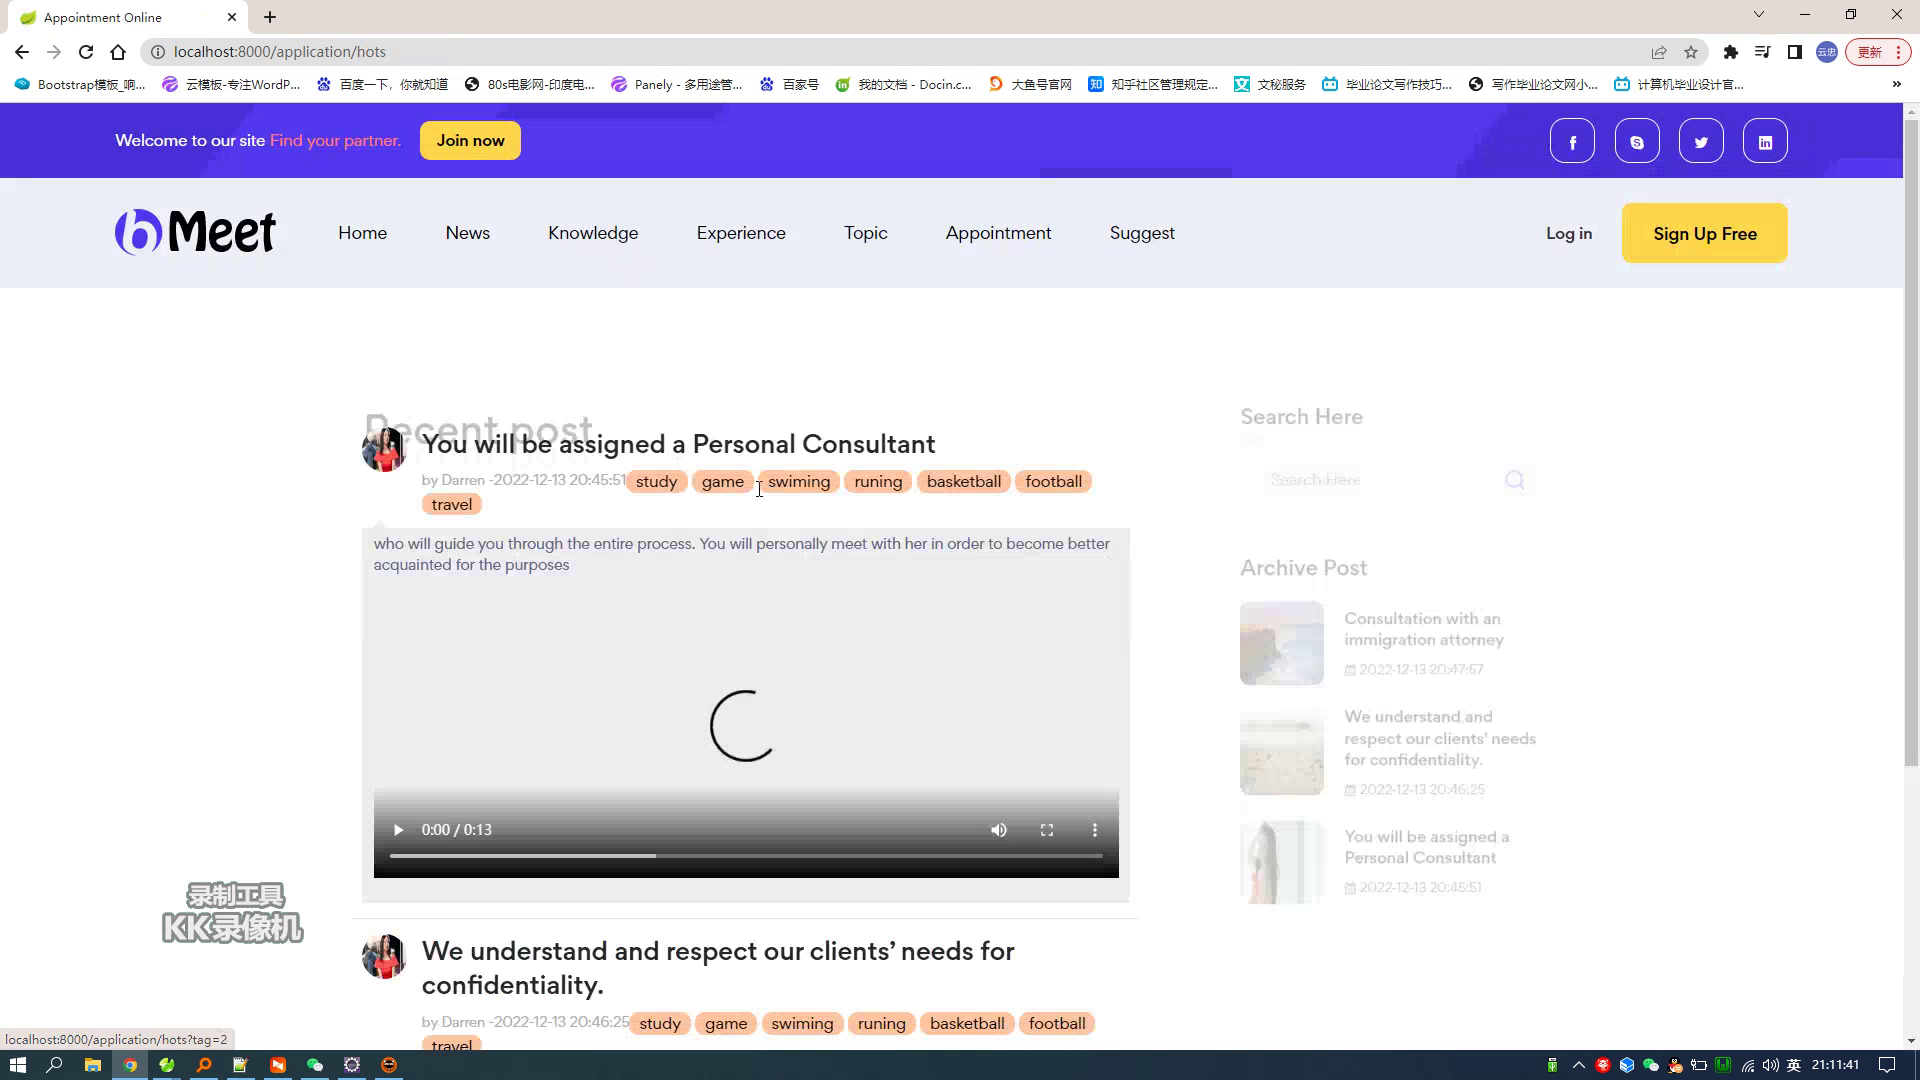 Appointment Online
localhost:8000/application/hots
更新
Bootstrap模板_响...
云模板-专注WordP...
百度一下，你就知道
80s电影网-印度电...
Panely - 多用途管...
百家号
我的文档 - Docin.c...
大鱼号官网
知乎社区管理规定...
文秘服务
毕业论文写作技巧...
写作毕业论文网小...
计算机毕业设计官...
Welcome to our site Find your partner.
Join now
Meet
Home
News
Knowledge
Experience
Topic
Appointment
Suggest
Log in
Sign Up Free
Recent post
You will be assigned a Personal Consultant
by Darren -2022-12-13 20:45:51 study game swiming runing basketball football
travel
who will guide you through the entire process. You will personally meet with her in order to become better
acquainted for the purposes
0:00 / 0:13
We understand and respect our clients’ needs for
confidentiality.
by Darren -2022-12-13 20:46:25 study game swiming runing basketball football
travel
Search Here
Search Here
Archive Post
Consultation with an
immigration attorney
2022-12-13 20:47:57
We understand and
respect our clients’ needs
for confidentiality.
2022-12-13 20:46:25
You will be assigned a
Personal Consultant
2022-12-13 20:45:51
录制工具
KK录像机
localhost:8000/application/hots?tag=2
英
21:11:41